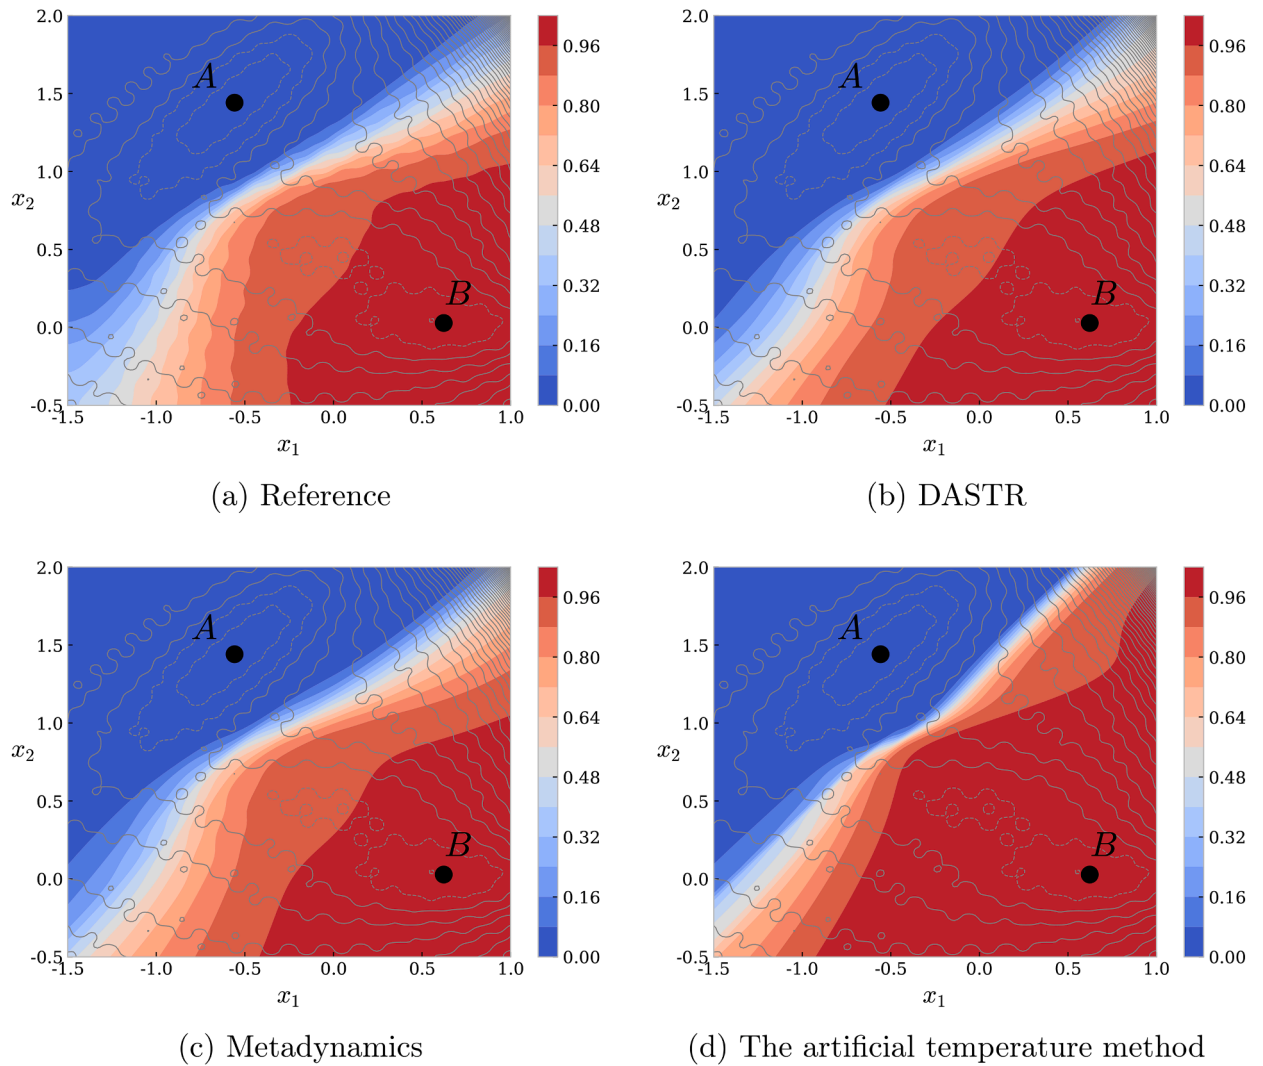 2.0
1.5
1.0
0.5
0.0
-0.5
x2
-1.5 -1.0 -0.5 0.0 0.5 1.0
x1
A
B
0.96
0.80
0.64
0.48
0.32
0.16
0.00
(a) Reference
2.0
1.5
1.0
0.5
0.0
-0.5
x2
-1.5 -1.0 -0.5 0.0 0.5 1.0
x1
A
B
0.96
0.80
0.64
0.48
0.32
0.16
0.00
(b) DASTR
2.0
1.5
1.0
0.5
0.0
-0.5
x2
-1.5 -1.0 -0.5 0.0 0.5 1.0
x1
A
B
0.96
0.80
0.64
0.48
0.32
0.16
0.00
(c) Metadynamics
2.0
1.5
1.0
0.5
0.0
-0.5
x2
-1.5 -1.0 -0.5 0.0 0.5 1.0
x1
A
B
0.96
0.80
0.64
0.48
0.32
0.16
0.00
(d) The artificial temperature method